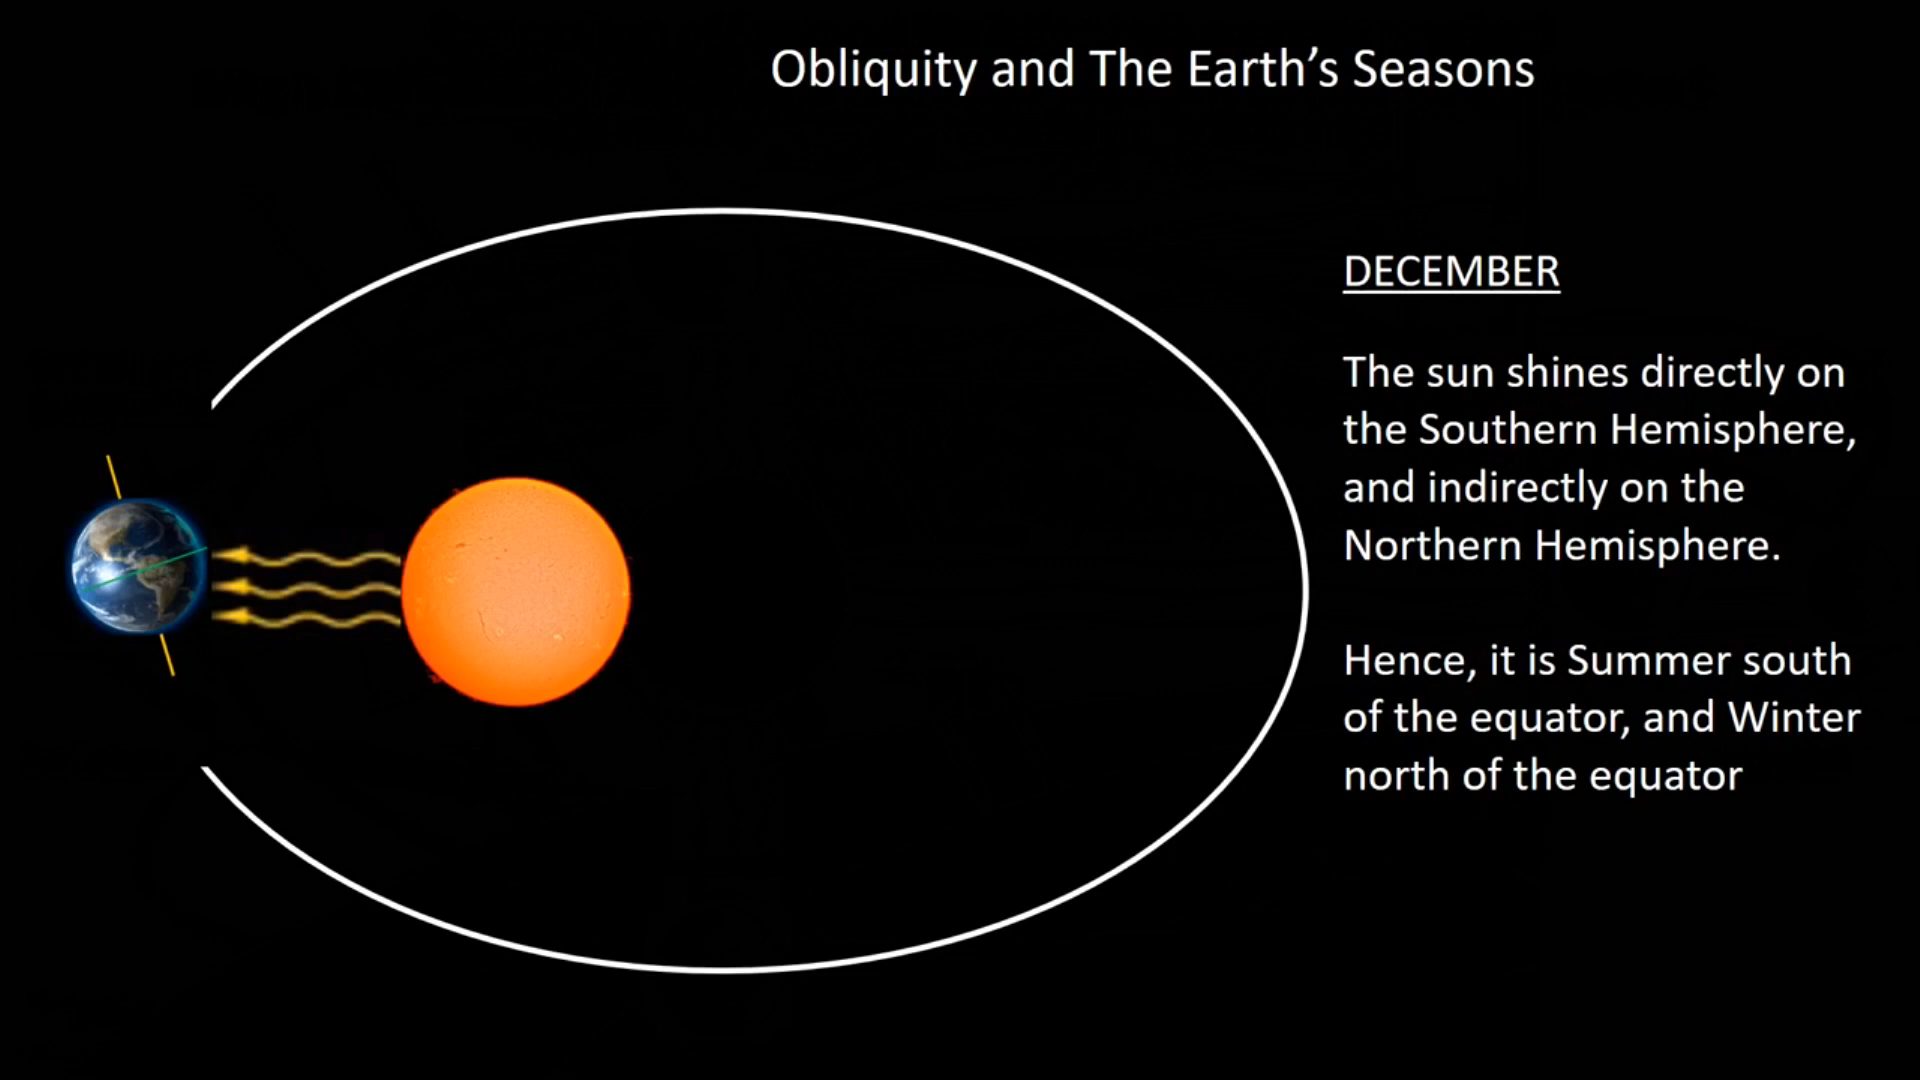 Obliquity and The Earth’s Seasons
DECEMBER
The sun shines directly on
the Southern Hemisphere,
and indirectly on the
Northern Hemisphere.
Hence, it is Summer south
of the equator, and Winter
north of the equator